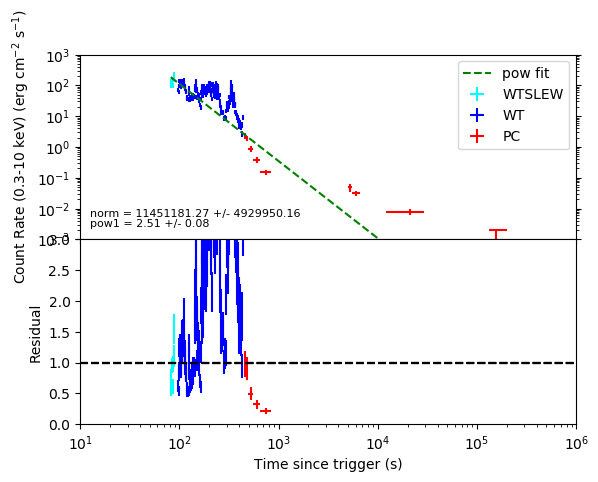 Count Rate (0.3-10 keV) (erg cm⁻² s⁻¹)
10³
10²
10¹
10⁰
10⁻¹
10⁻²
10⁻³
pow fit
WTSLEW
WT
PC
norm = 11451181.27 +/- 4929950.16
pow1 = 2.51 +/- 0.08
Residual
3.0
2.5
2.0
1.5
1.0
0.5
0.0
10¹ 10² 10³ 10⁴ 10⁵ 10⁶
Time since trigger (s)